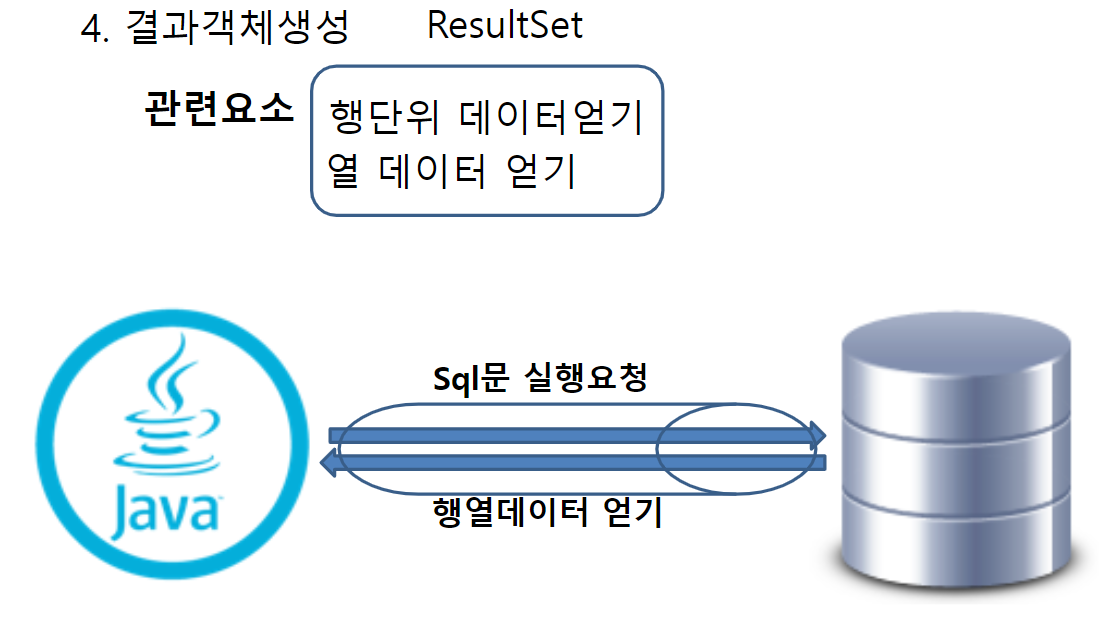 4. 결과객체생성 ResultSet
관련요소
행단위 데이터얻기
열 데이터 얻기
Sql문 실행요청
행열데이터 얻기
Java